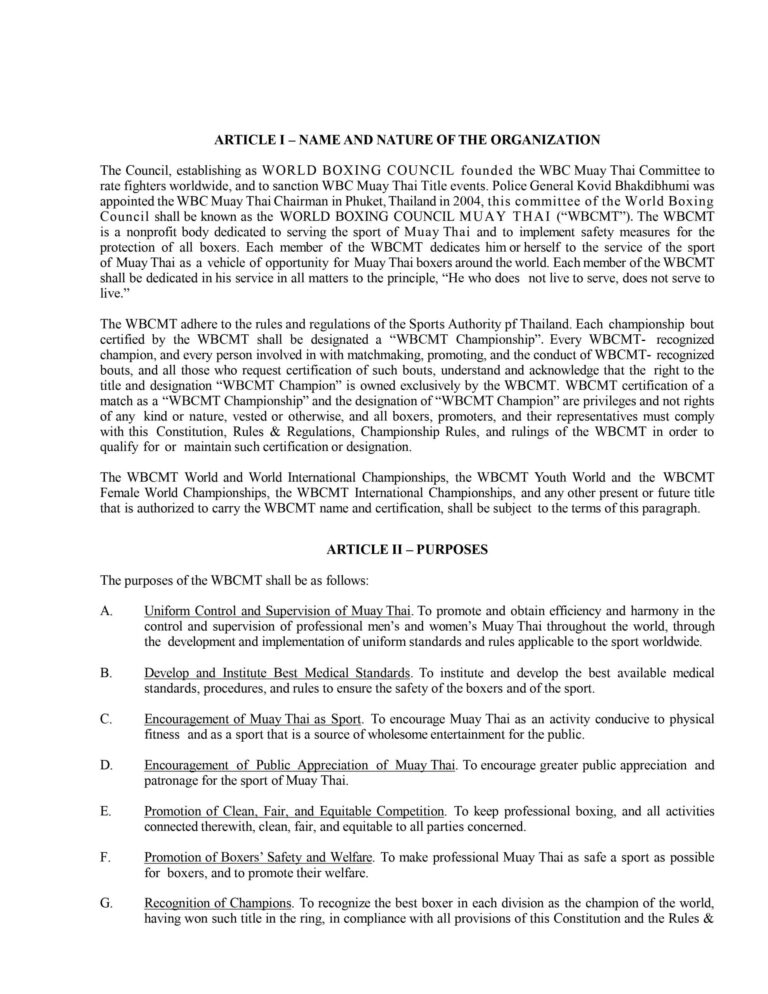 ARTICLE I – NAME AND NATURE OF THE ORGANIZATION
The Council, establishing as WORLD BOXING COUNCIL founded the WBC Muay Thai Committee to
rate fighters worldwide, and to sanction WBC Muay Thai Title events. Police General Kovid Bhakdibhumi was
appointed the WBC Muay Thai Chairman in Phuket, Thailand in 2004, this committee of the World Boxing
Council shall be known as the WORLD BOXING COUNCIL MUAY THAI (“WBCMT”). The WBCMT
is a nonprofit body dedicated to serving the sport of Muay Thai and to implement safety measures for the
protection of all boxers. Each member of the WBCMT dedicates him or herself to the service of the sport
of Muay Thai as a vehicle of opportunity for Muay Thai boxers around the world. Each member of the WBCMT
shall be dedicated in his service in all matters to the principle, “He who does not live to serve, does not serve to
live.”
The WBCMT adhere to the rules and regulations of the Sports Authority pf Thailand. Each championship bout
certified by the WBCMT shall be designated a “WBCMT Championship”. Every WBCMT- recognized
champion, and every person involved in with matchmaking, promoting, and the conduct of WBCMT- recognized
bouts, and all those who request certification of such bouts, understand and acknowledge that the right to the
title and designation “WBCMT Champion” is owned exclusively by the WBCMT. WBCMT certification of a
match as a “WBCMT Championship” and the designation of “WBCMT Champion” are privileges and not rights
of any kind or nature, vested or otherwise, and all boxers, promoters, and their representatives must comply
with this Constitution, Rules & Regulations, Championship Rules, and rulings of the WBCMT in order to
qualify for or maintain such certification or designation.
The WBCMT World and World International Championships, the WBCMT Youth World and the WBCMT
Female World Championships, the WBCMT International Championships, and any other present or future title
that is authorized to carry the WBCMT name and certification, shall be subject to the terms of this paragraph.
ARTICLE II – PURPOSES
The purposes of the WBCMT shall be as follows:
A. Uniform Control and Supervision of Muay Thai. To promote and obtain efficiency and harmony in the
control and supervision of professional men’s and women’s Muay Thai throughout the world, through
the development and implementation of uniform standards and rules applicable to the sport worldwide.
B. Develop and Institute Best Medical Standards. To institute and develop the best available medical
standards, procedures, and rules to ensure the safety of the boxers and of the sport.
C. Encouragement of Muay Thai as Sport. To encourage Muay Thai as an activity conducive to physical
fitness and as a sport that is a source of wholesome entertainment for the public.
D. Encouragement of Public Appreciation of Muay Thai. To encourage greater public appreciation and
patronage for the sport of Muay Thai.
E. Promotion of Clean, Fair, and Equitable Competition. To keep professional boxing, and all activities
connected therewith, clean, fair, and equitable to all parties concerned.
F. Promotion of Boxers’ Safety and Welfare. To make professional Muay Thai as safe a sport as possible
for boxers, and to promote their welfare.
G. Recognition of Champions. To recognize the best boxer in each division as the champion of the world,
having won such title in the ring, in compliance with all provisions of this Constitution and the Rules &